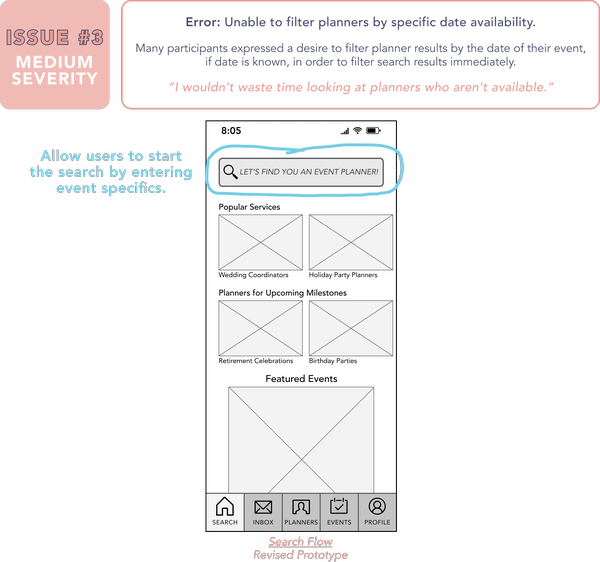 ISSUE #3
MEDIUM
SEVERITY
Error: Unable to filter planners by specific date availability.
Many participants expressed a desire to filter planner results by the date of their event,
if date is known, in order to filter search results immediately.
“I wouldn’t waste time looking at planners who aren't available.”
Allow users to start
the search by entering
event specifics.
8:05
LET'S FIND YOU AN EVENT PLANNER!
Popular Services
Wedding Coordinators
Holiday Party Planners
Planners for Upcoming Milestones
Retirement Celebrations
Birthday Parties
Featured Events
SEARCH
INBOX
PLANNERS
EVENTS
PROFILE
Search Flow
Revised Prototype